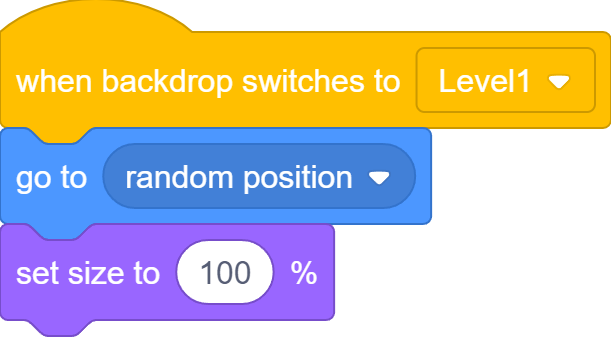 when backdrop switches to Level1
go to random position
set size to 100 %